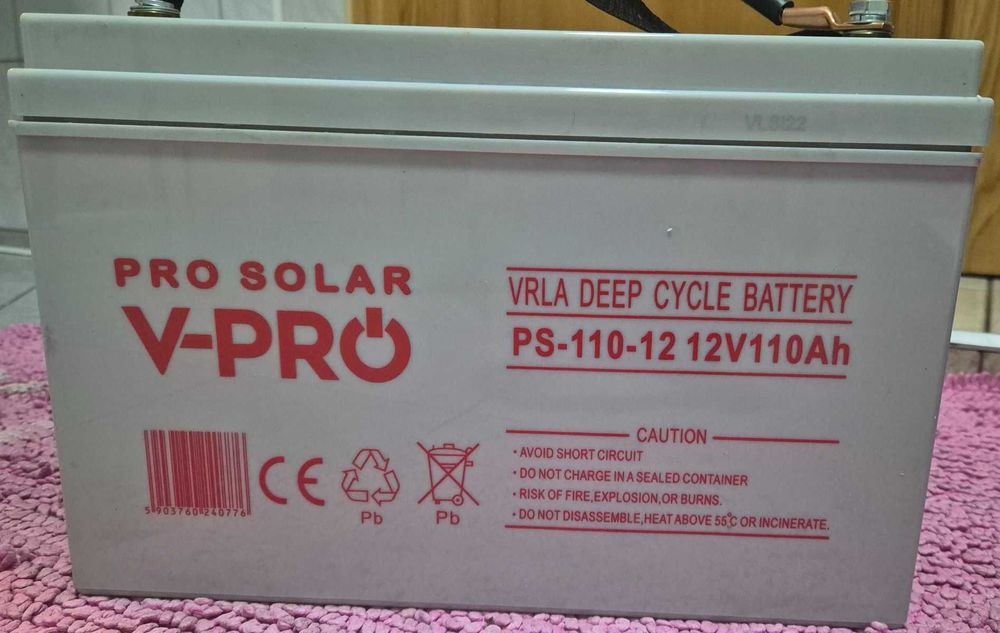 PRO SOLAR
V-PRO
5903760240776
CE
Pb
Pb
VRLA DEEP CYCLE BATTERY
PS-110-12 12V110Ah
CAUTION
· AVOID SHORT CIRCUIT
· DO NOT CHARGE IN A SEALED CONTAINER
· RISK OF FIRE,EXPLOSION,OR BURNS.
· DO NOT DISASSEMBLE,HEAT ABOVE 55℃ OR INCINERATE.